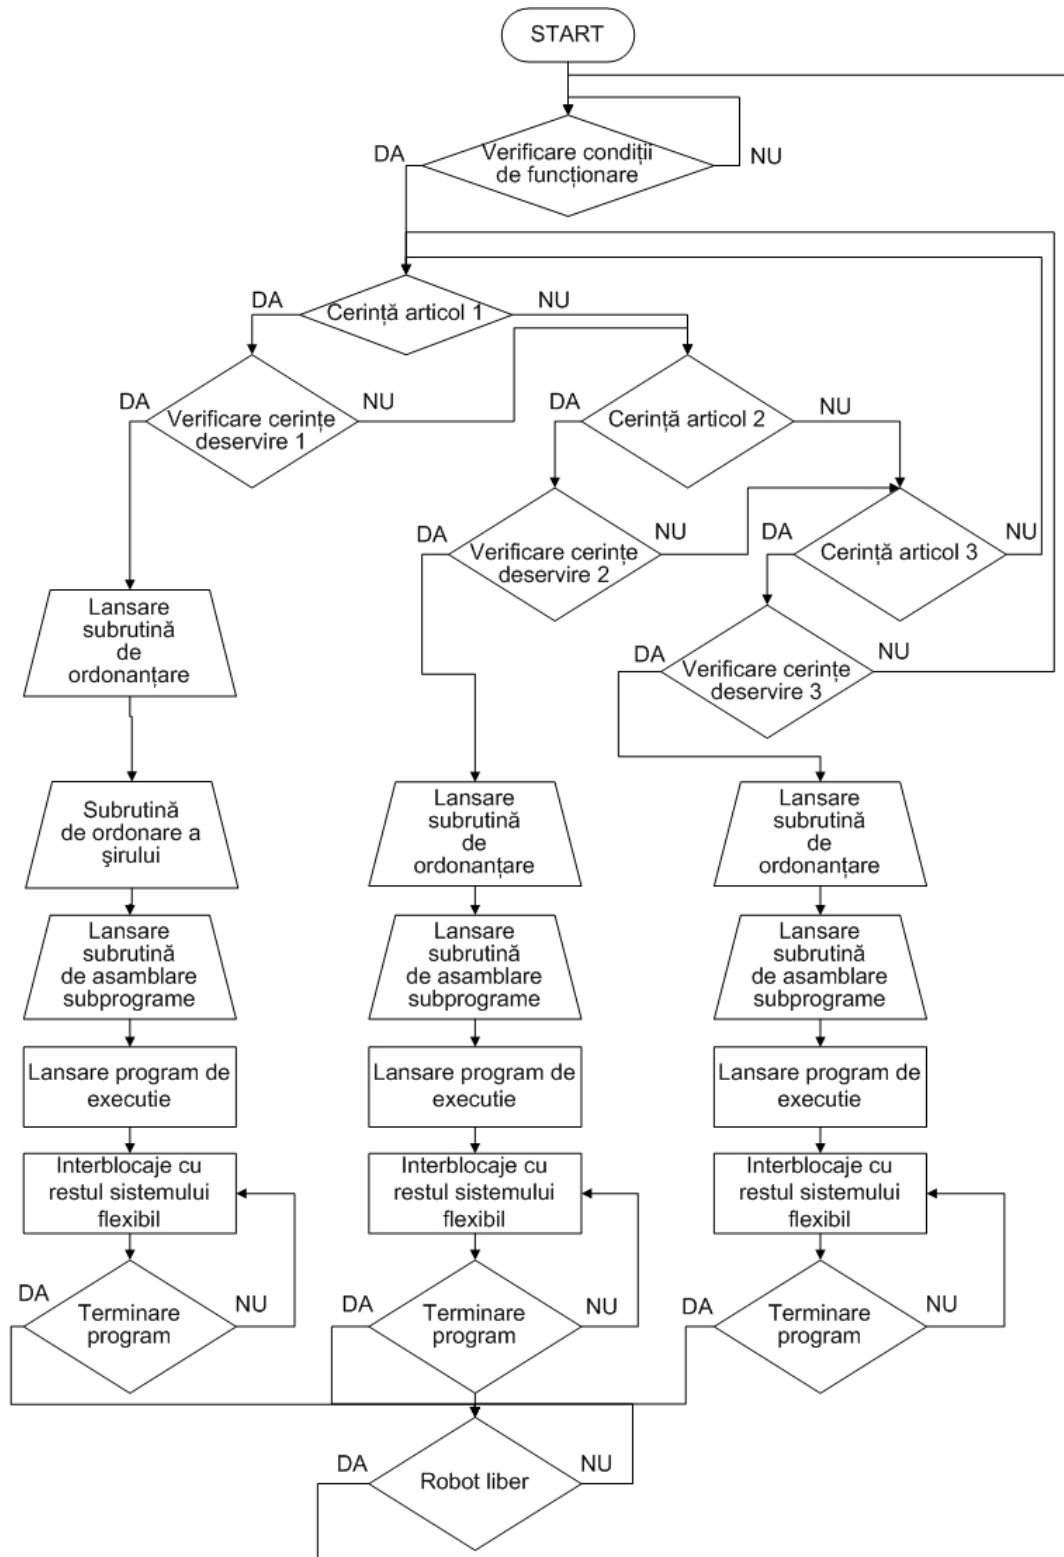 START
DA
Verificare condiții
de funcționare
NU
DA
Cerință articol 1
NU
DA
Verificare cerințe
deservire 1
NU
DA
Cerință articol 2
NU
DA
Verificare cerințe
deservire 2
NU
DA
Cerință articol 3
NU
DA
Verificare cerințe
deservire 3
NU
Lansare
subrutină
de
ordonanțare
Subrutină
de ordonare a
şirului
Lansare
subrutină
de
ordonanțare
Lansare
subrutină
de
ordonanțare
Lansare
subrutină
de asamblare
subprograme
Lansare
subrutină
de asamblare
subprograme
Lansare
subrutină
de asamblare
subprograme
Lansare program de
executie
Lansare program de
executie
Lansare program de
executie
Interblocaje cu
restul sistemului
flexibil
Interblocaje cu
restul sistemului
flexibil
Interblocaje cu
restul sistemului
flexibil
DA
Terminare
program
NU
DA
Terminare
program
NU
DA
Terminare
program
NU
DA
Robot liber
NU